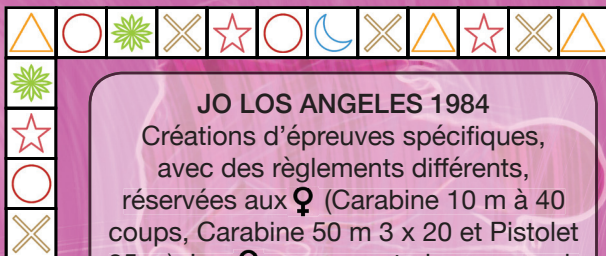 JO LOS ANGELES 1984
Créations d'épreuves spécifiques,
avec des règlements différents,
réservées aux ♀ (Carabine 10 m à 40
coups, Carabine 50 m 3 x 20 et Pistolet